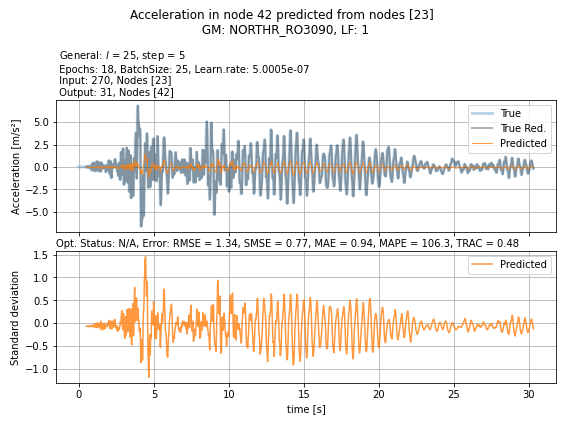 Acceleration in node 42 predicted from nodes [23]
GM: NORTHR_RO3090, LF: 1
General: l = 25, step = 5
Epochs: 18, BatchSize: 25, Learn.rate: 5.0005e-07
Input: 270, Nodes [23]
Output: 31, Nodes [42]
Acceleration [m/s²]
5.0
2.5
0.0
−2.5
−5.0
True
True Red.
Predicted
Opt. Status: N/A, Error: RMSE = 1.34, SMSE = 0.77, MAE = 0.94, MAPE = 106.3, TRAC = 0.48
Standard deviation
1.5
1.0
0.5
0.0
−0.5
−1.0
Predicted
0 5 10 15 20 25 30
time [s]